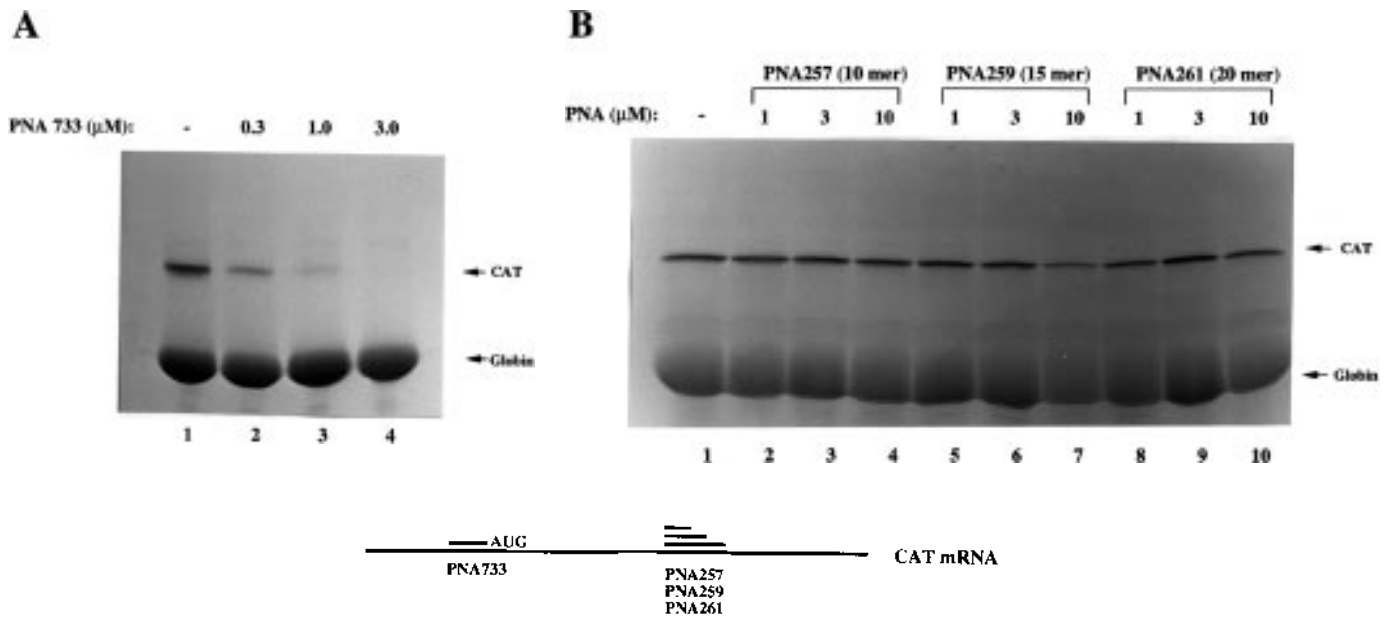 A
PNA 733 (µM): - 0.3 1.0 3.0
CAT
Globin
1 2 3 4
B
PNA257 (10 mer) PNA259 (15 mer) PNA261 (20 mer)
PNA (µM): - 1 3 10 1 3 10 1 3 10
CAT
Globin
1 2 3 4 5 6 7 8 9 10
AUG
PNA733
PNA257
PNA259
PNA261
CAT mRNA